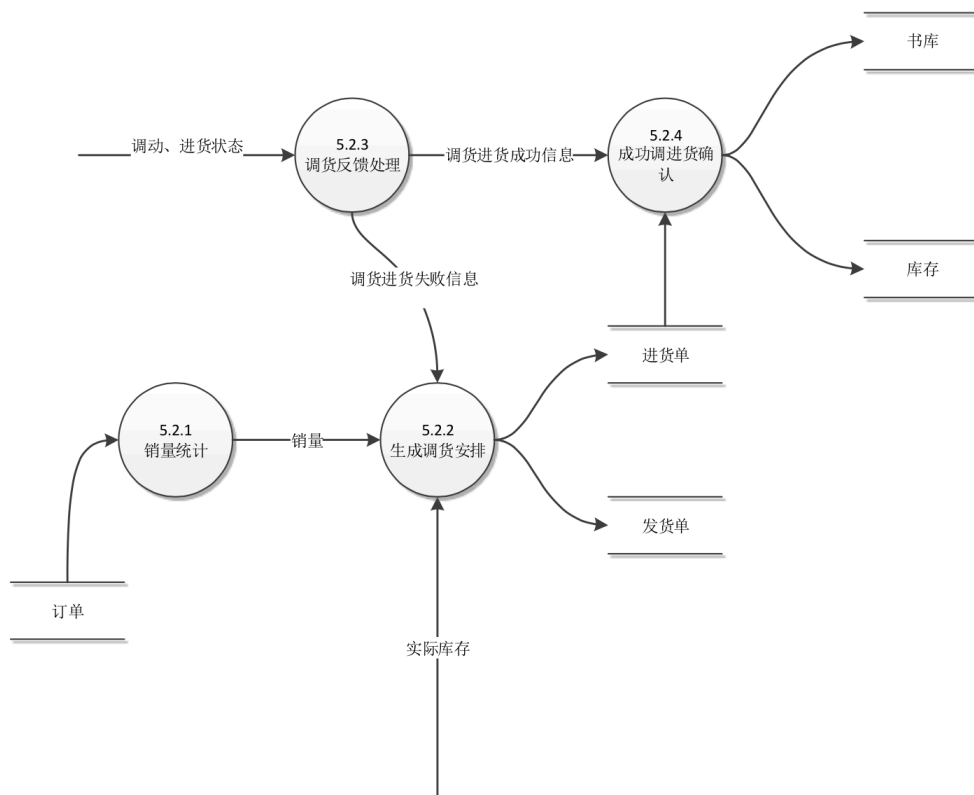 书库
调动、进货状态
5.2.3
调货反馈处理
调货进货成功信息
5.2.4
成功调进货确
认
调货进货失败信息
库存
进货单
5.2.1
销量统计
销量
5.2.2
生成调货安排
发货单
订单
实际库存